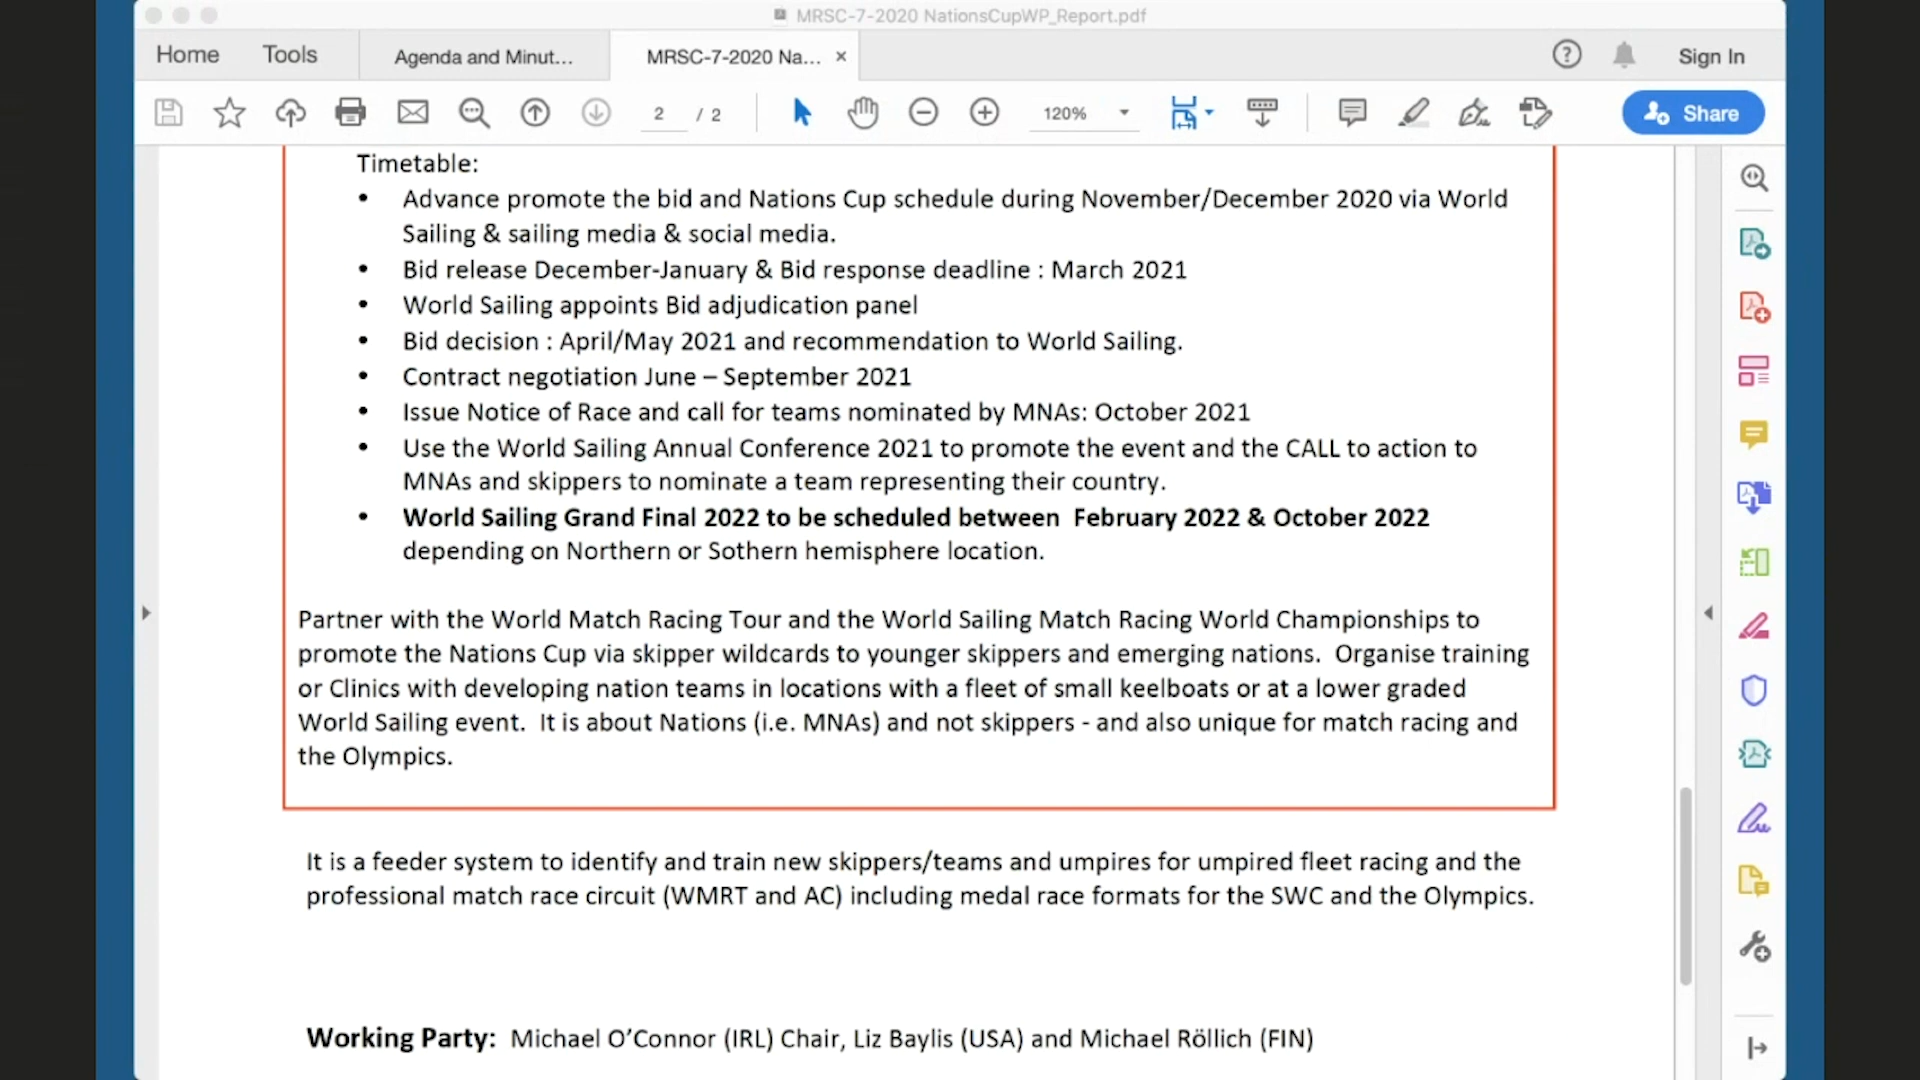 MRSC-7-2020 NationsCupWP_Report.pdf
Home Tools Agenda and Minut... MRSC-7-2020 Na... × Sign In
2 / 2 120% Share
Timetable:
• Advance promote the bid and Nations Cup schedule during November/December 2020 via World
Sailing & sailing media & social media.
• Bid release December-January & Bid response deadline : March 2021
• World Sailing appoints Bid adjudication panel
• Bid decision : April/May 2021 and recommendation to World Sailing.
• Contract negotiation June – September 2021
• Issue Notice of Race and call for teams nominated by MNAs: October 2021
• Use the World Sailing Annual Conference 2021 to promote the event and the CALL to action to
MNAs and skippers to nominate a team representing their country.
• World Sailing Grand Final 2022 to be scheduled between February 2022 & October 2022
depending on Northern or Sothern hemisphere location.
Partner with the World Match Racing Tour and the World Sailing Match Racing World Championships to
promote the Nations Cup via skipper wildcards to younger skippers and emerging nations. Organise training
or Clinics with developing nation teams in locations with a fleet of small keelboats or at a lower graded
World Sailing event. It is about Nations (i.e. MNAs) and not skippers - and also unique for match racing and
the Olympics.
It is a feeder system to identify and train new skippers/teams and umpires for umpired fleet racing and the
professional match race circuit (WMRT and AC) including medal race formats for the SWC and the Olympics.
Working Party: Michael O’Connor (IRL) Chair, Liz Baylis (USA) and Michael Röllich (FIN)